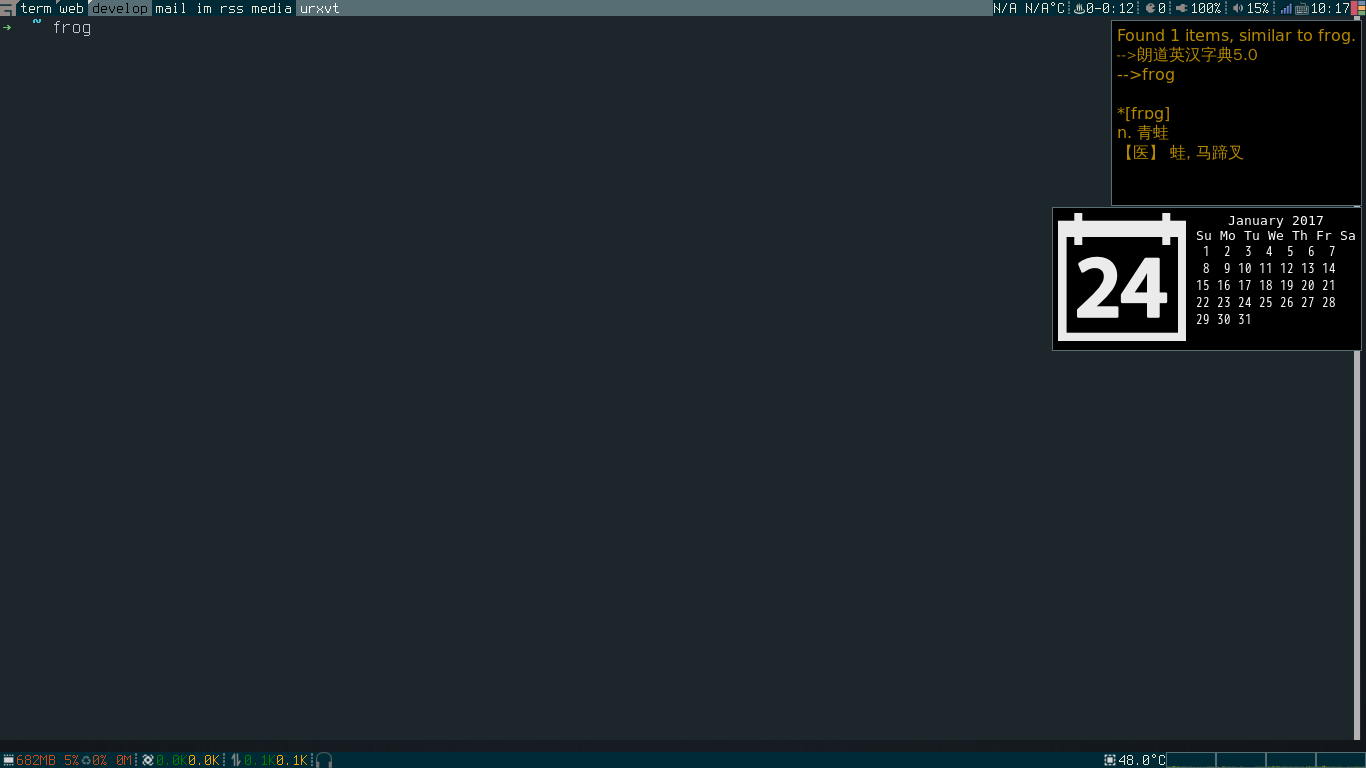 term web develop mail im rss media urxvt
N/A N/A°C 0-0:12 0 100% 15% 10:17
~ frog
Found 1 items, similar to frog.
-->朗道英汉字典5.0
-->frog
*[frɒg]
n. 青蛙
【医】 蛙, 马蹄叉
24
January 2017
Su Mo Tu We Th Fr Sa
1 2 3 4 5 6 7
8 9 10 11 12 13 14
15 16 17 18 19 20 21
22 23 24 25 26 27 28
29 30 31
682MB 5% 0% 0M 0.0K 0.0K 0.1K 0.1K 48.0°C